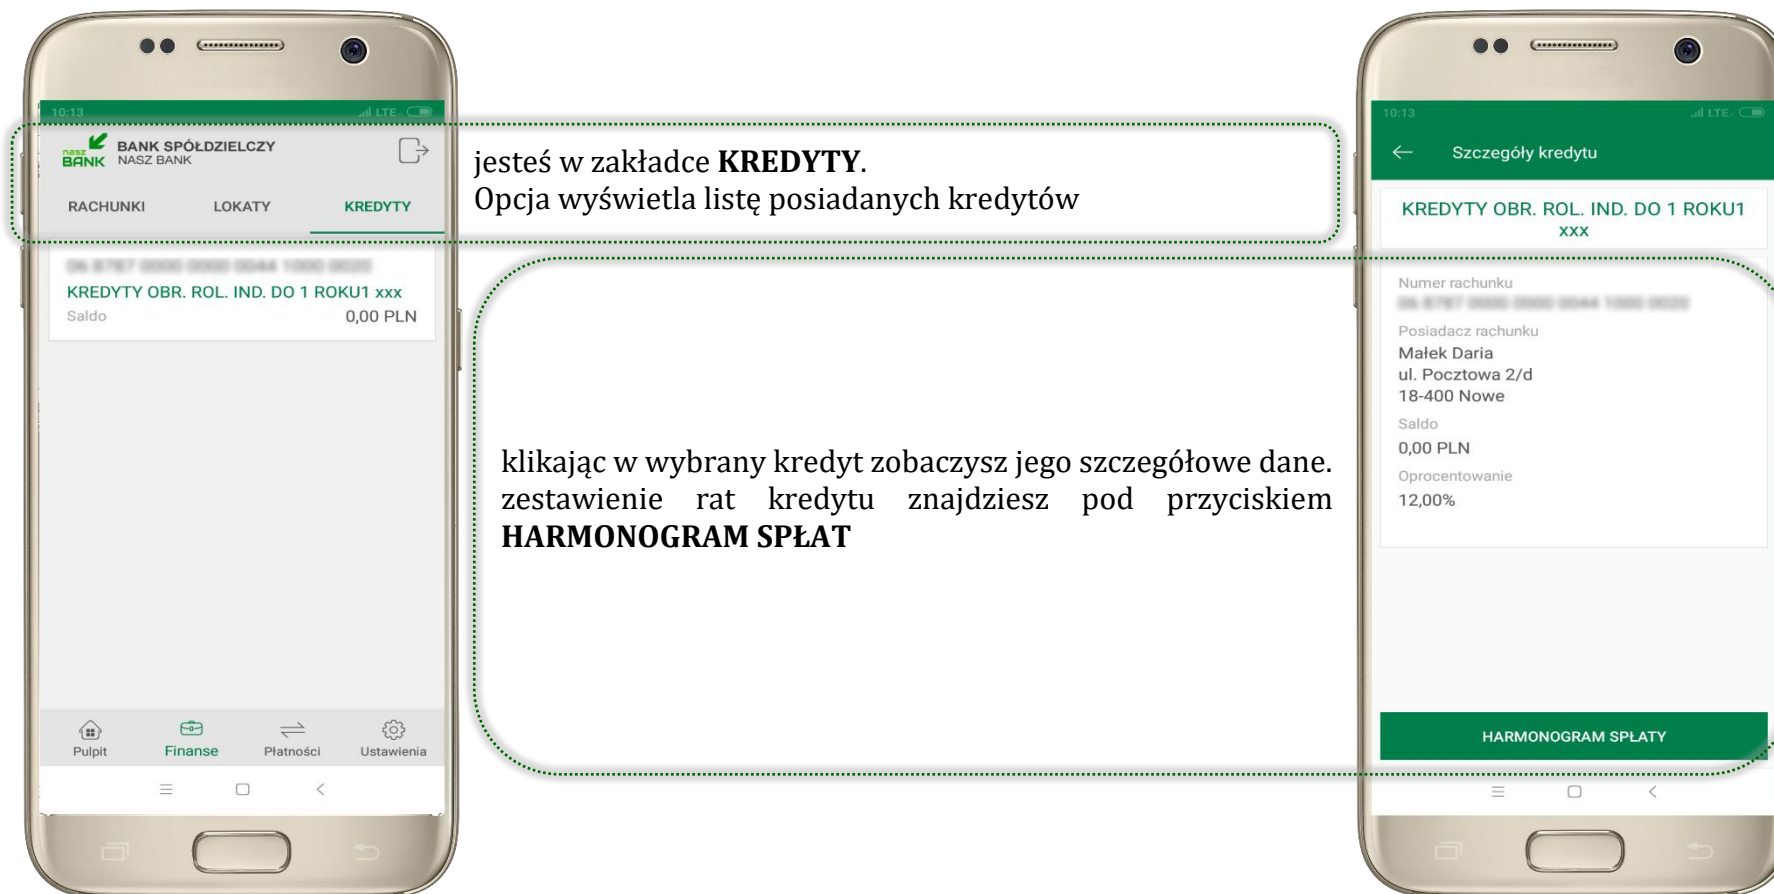 10:13
LTE
nasz BANK
BANK SPÓŁDZIELCZY
NASZ BANK
RACHUNKI LOKATY KREDYTY
KREDYTY OBR. ROL. IND. DO 1 ROKU1 xxx
Saldo 0,00 PLN
Pulpit Finanse Płatności Ustawienia
jesteś w zakładce KREDYTY.
Opcja wyświetla listę posiadanych kredytów
klikając w wybrany kredyt zobaczysz jego szczegółowe dane.
zestawienie rat kredytu znajdziesz pod przyciskiem
HARMONOGRAM SPŁAT
10:13
LTE
Szczegóły kredytu
KREDYTY OBR. ROL. IND. DO 1 ROKU1
xxx
Numer rachunku
Posiadacz rachunku
Małek Daria
ul. Pocztowa 2/d
18-400 Nowe
Saldo
0,00 PLN
Oprocentowanie
12,00%
HARMONOGRAM SPŁATY